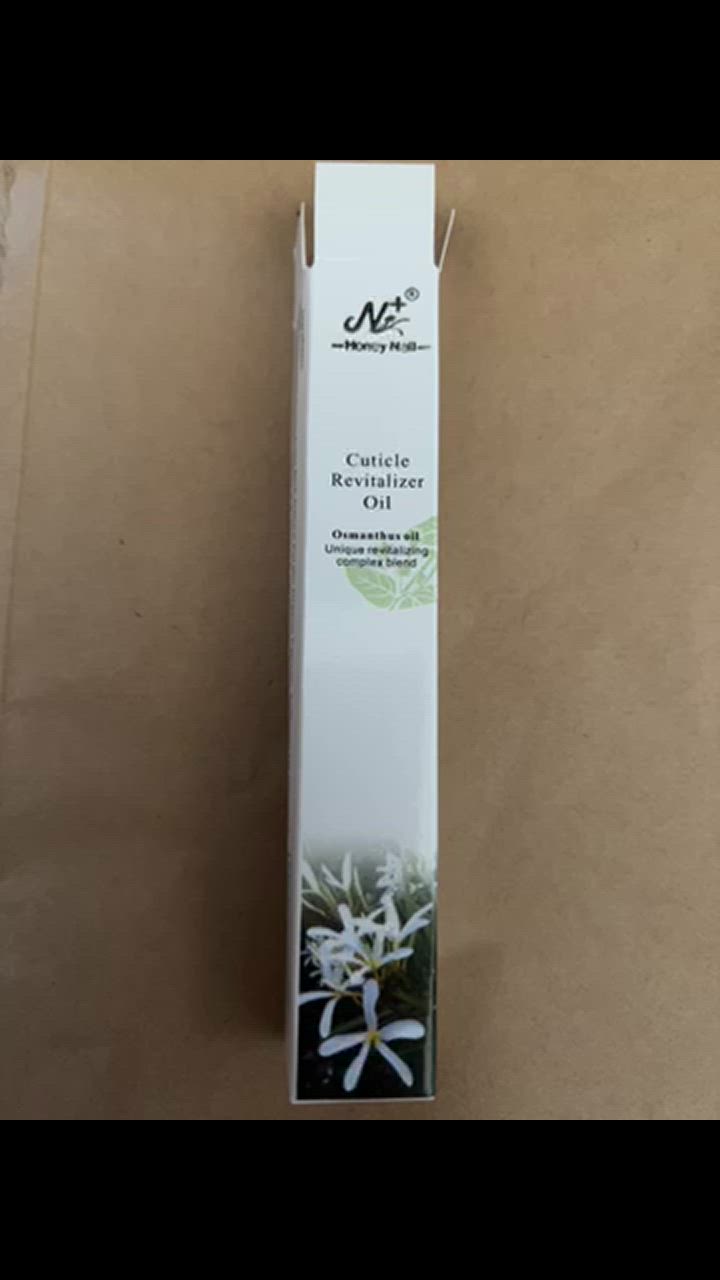 N+®
Honey Nail
Cuticle
Revitalizer
Oil
Osmanthus oil
Unique revitalizing
complex blend